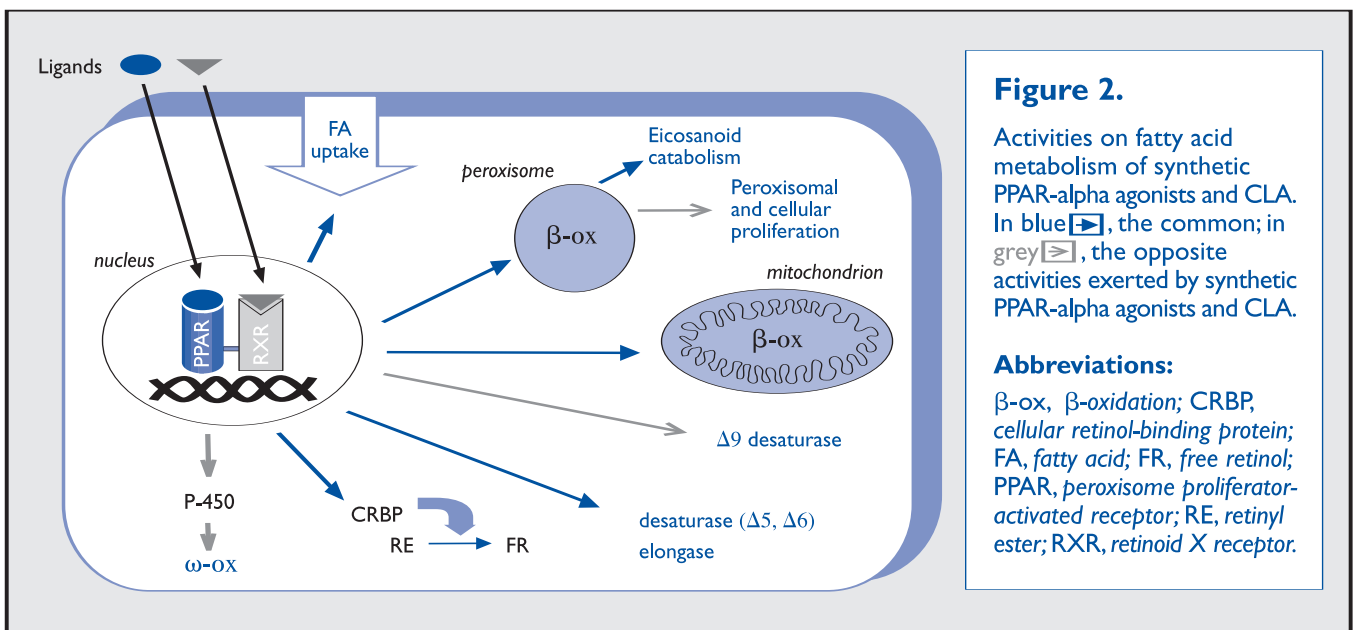 Ligands
FA
uptake
Eicosanoid
catabolism
peroxisome
Peroxisomal
and cellular
proliferation
β-ox
nucleus
mitochondrion
PPAR
RXR
β-ox
Δ9 desaturase
P-450
CRBP
desaturase (Δ5, Δ6)
RE
FR
elongase
ω-ox
Figure 2.
Activities on fatty acid
metabolism of synthetic
PPAR-alpha agonists and CLA.
In blue, the common; in
grey, the opposite
activities exerted by synthetic
PPAR-alpha agonists and CLA.
Abbreviations:
β-ox, β-oxidation; CRBP,
cellular retinol-binding protein;
FA, fatty acid; FR, free retinol;
PPAR, peroxisome proliferator-
activated receptor; RE, retinyl
ester; RXR, retinoid X receptor.